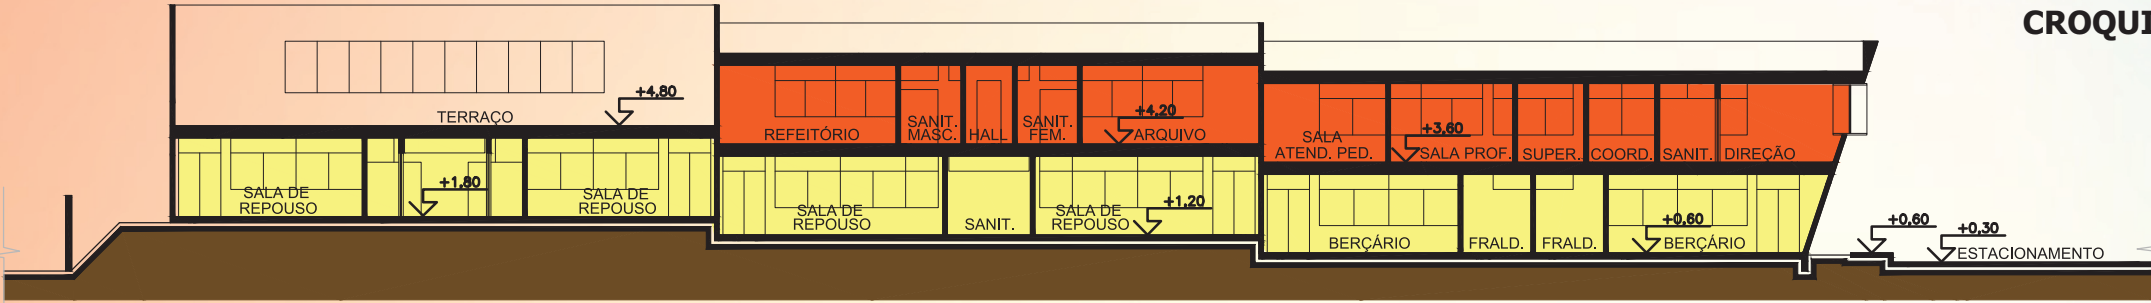 CROQUI
+4,80
TERRAÇO
REFEITÓRIO
SANIT.
MASC.
HALL
SANIT.
FEM.
+4,20
ARQUIVO
SALA
ATEND. PED.
+3,60
SALA PROF.
SUPER.
COORD.
SANIT.
DIREÇÃO
SALA DE
REPOUSO
+1,80
SALA DE
REPOUSO
SALA DE
REPOUSO
SANIT.
SALA DE
REPOUSO
+1,20
BERÇÁRIO
FRALD.
FRALD.
+0,60
BERÇÁRIO
+0,60
+0,30
ESTACIONAMENTO